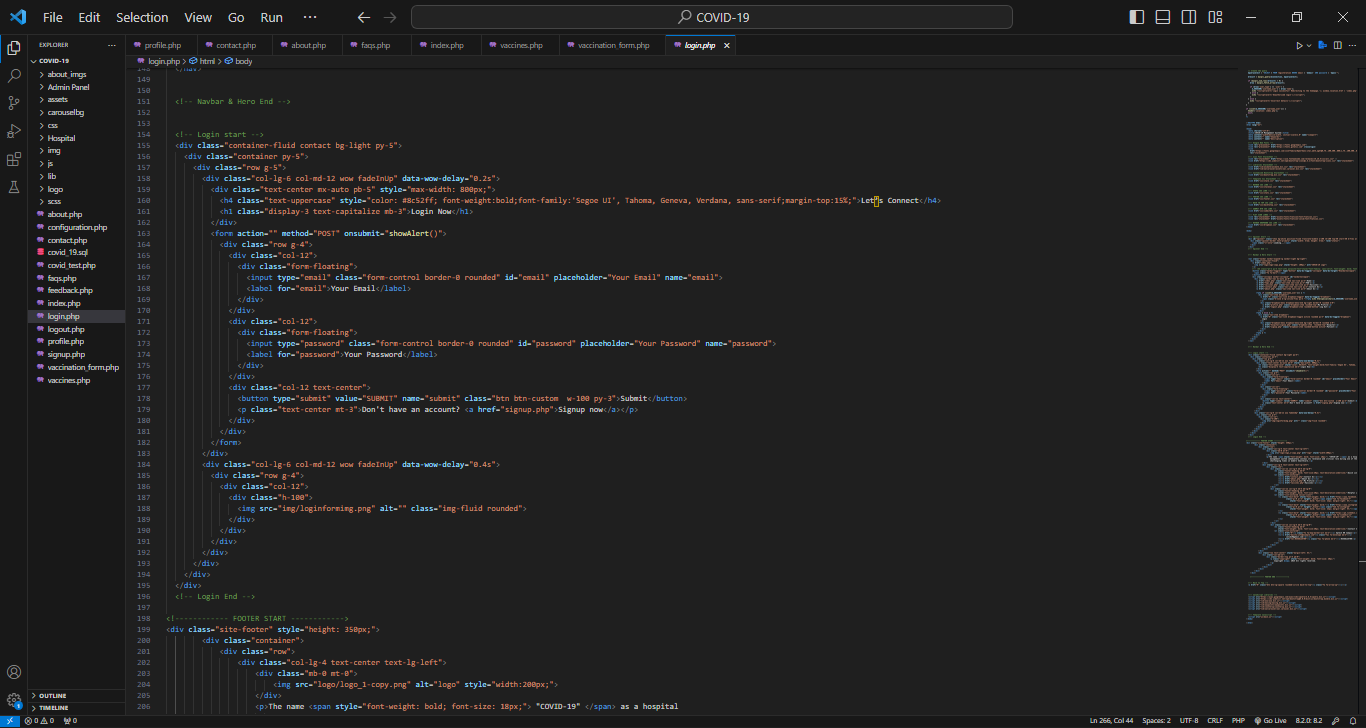 File Edit Selection View Go Run ··· COVID-19
EXPLORER ···
profile.php contact.php about.php faqs.php index.php vaccines.php vaccination_form.php login.php
COVID-19
login.php > html > body
about_imgs
Admin Panel
assets
carouselbg
css
Hospital
img
js
lib
logo
scss
about.php
configuration.php
contact.php
covid_19.sql
covid_test.php
faqs.php
feedback.php
index.php
login.php
logout.php
profile.php
signup.php
vaccination_form.php
vaccines.php
OUTLINE
TIMELINE
148 </nav>
149
150
151 <!-- Navbar & Hero End -->
152
153
154 <!-- Login start -->
155 <div class="container-fluid contact bg-light py-5">
156 <div class="container py-5">
157 <div class="row g-5">
158 <div class="col-lg-6 col-md-12 wow fadeInUp" data-wow-delay="0.2s">
159 <div class="text-center mx-auto pb-5" style="max-width: 800px;">
160 <h4 class="text-uppercase" style="color: #8c52ff; font-weight:bold;font-family:'Segoe UI', Tahoma, Geneva, Verdana, sans-serif;margin-top:15%;">Let’s Connect</h4>
161 <h1 class="display-3 text-capitalize mb-3">Login Now</h1>
162 </div>
163 <form action="" method="POST" onsubmit="showAlert()">
164 <div class="row g-4">
165 <div class="col-12">
166 <div class="form-floating">
167 <input type="email" class="form-control border-0 rounded" id="email" placeholder="Your Email" name="email">
168 <label for="email">Your Email</label>
169 </div>
170 </div>
171 <div class="col-12">
172 <div class="form-floating">
173 <input type="password" class="form-control border-0 rounded" id="password" placeholder="Your Password" name="password">
174 <label for="password">Your Password</label>
175 </div>
176 </div>
177 <div class="col-12 text-center">
178 <button type="submit" value="SUBMIT" name="submit" class="btn btn-custom  w-100 py-3">Submit</button>
179 <p class="text-center mt-3">Don't have an account? <a href="signup.php">Signup now</a></p>
180 </div>
181 </div>
182 </form>
183 </div>
184 <div class="col-lg-6 col-md-12 wow fadeInUp" data-wow-delay="0.4s">
185 <div class="row g-4">
186 <div class="col-12">
187 <div class="h-100">
188 <img src="img/loginformimg.png" alt="" class="img-fluid rounded">
189 </div>
190 </div>
191 </div>
192 </div>
193 </div>
194 </div>
195 </div>
196 <!-- Login End -->
197
198 <!------------ FOOTER START ------------>
199 <div class="site-footer" style="height: 350px;">
200 <div class="container">
201 <div class="row">
202 <div class="col-lg-4 text-center text-lg-left">
203 <div class="mb-0 mt-0">
204 <img src="logo/logo_1-copy.png" alt="logo" style="width:200px;">
205 </div>
206 <p>The name <span style="font-weight: bold; font-size: 18px;"> "COVID-19" </span> as a hospital
0 0 0 Ln 266, Col 44 Spaces: 2 UTF-8 CRLF PHP Go Live 8.2.0: 8.2